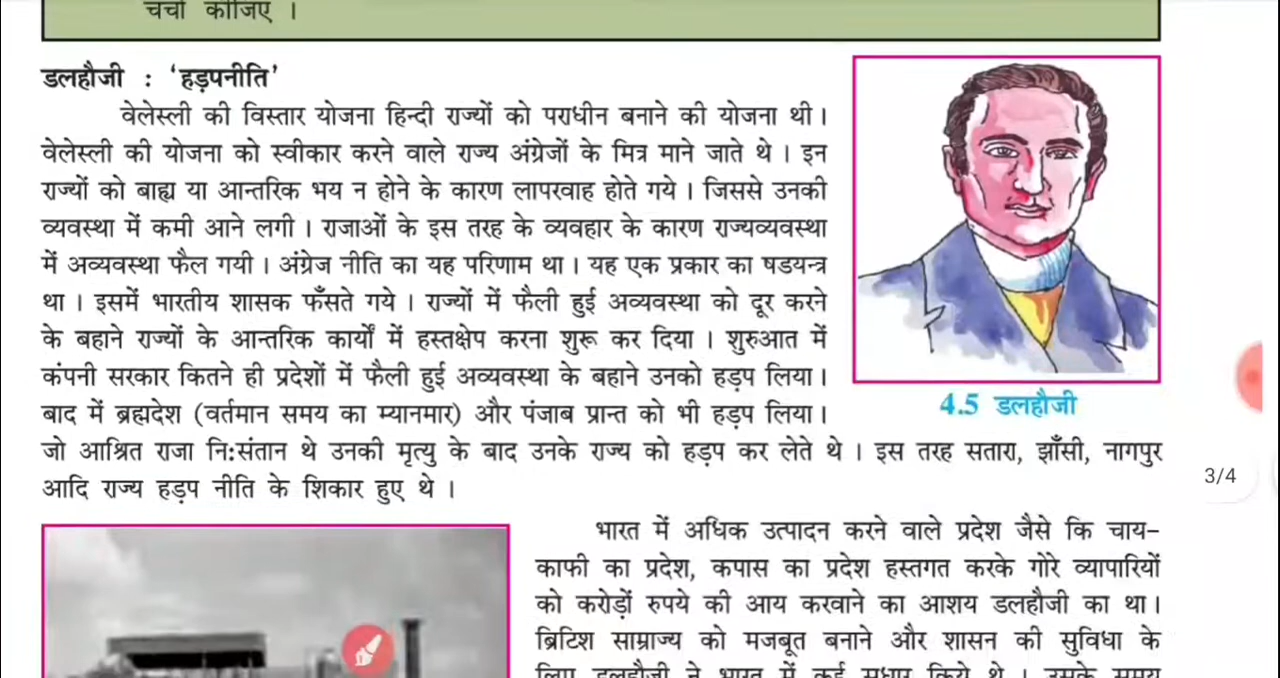 चर्चा कीजिए ।
डलहौजी : ‘हड़पनीति’
वेलेस्ली की विस्तार योजना हिन्दी राज्यों को पराधीन बनाने की योजना थी ।
वेलेस्ली की योजना को स्वीकार करने वाले राज्य अंग्रेजों के मित्र माने जाते थे । इन
राज्यों को बाह्य या आन्तरिक भय न होने के कारण लापरवाह होते गये । जिससे उनकी
व्यवस्था में कमी आने लगी । राजाओं के इस तरह के व्यवहार के कारण राज्यव्यवस्था
में अव्यवस्था फैल गयी । अंग्रेज नीति का यह परिणाम था । यह एक प्रकार का षडयन्त्र
था । इसमें भारतीय शासक फँसते गये । राज्यों में फैली हुई अव्यवस्था को दूर करने
के बहाने राज्यों के आन्तरिक कार्यों में हस्तक्षेप करना शुरू कर दिया । शुरुआत में
कंपनी सरकार कितने ही प्रदेशों में फैली हुई अव्यवस्था के बहाने उनको हड़प लिया ।
बाद में ब्रह्मदेश (वर्तमान समय का म्यानमार) और पंजाब प्रान्त को भी हड़प लिया ।
4.5 डलहौजी
जो आश्रित राजा नि:संतान थे उनकी मृत्यु के बाद उनके राज्य को हड़प कर लेते थे । इस तरह सतारा, झाँसी, नागपुर
आदि राज्य हड़प नीति के शिकार हुए थे ।
3/4
भारत में अधिक उत्पादन करने वाले प्रदेश जैसे कि चाय-
काफी का प्रदेश, कपास का प्रदेश हस्तगत करके गोरे व्यापारियों
को करोड़ों रुपये की आय करवाने का आशय डलहौजी का था ।
ब्रिटिश साम्राज्य को मजबूत बनाने और शासन की सुविधा के
लिए डलहौजी ने भारत में कई सुधार किये थे । उसके समय